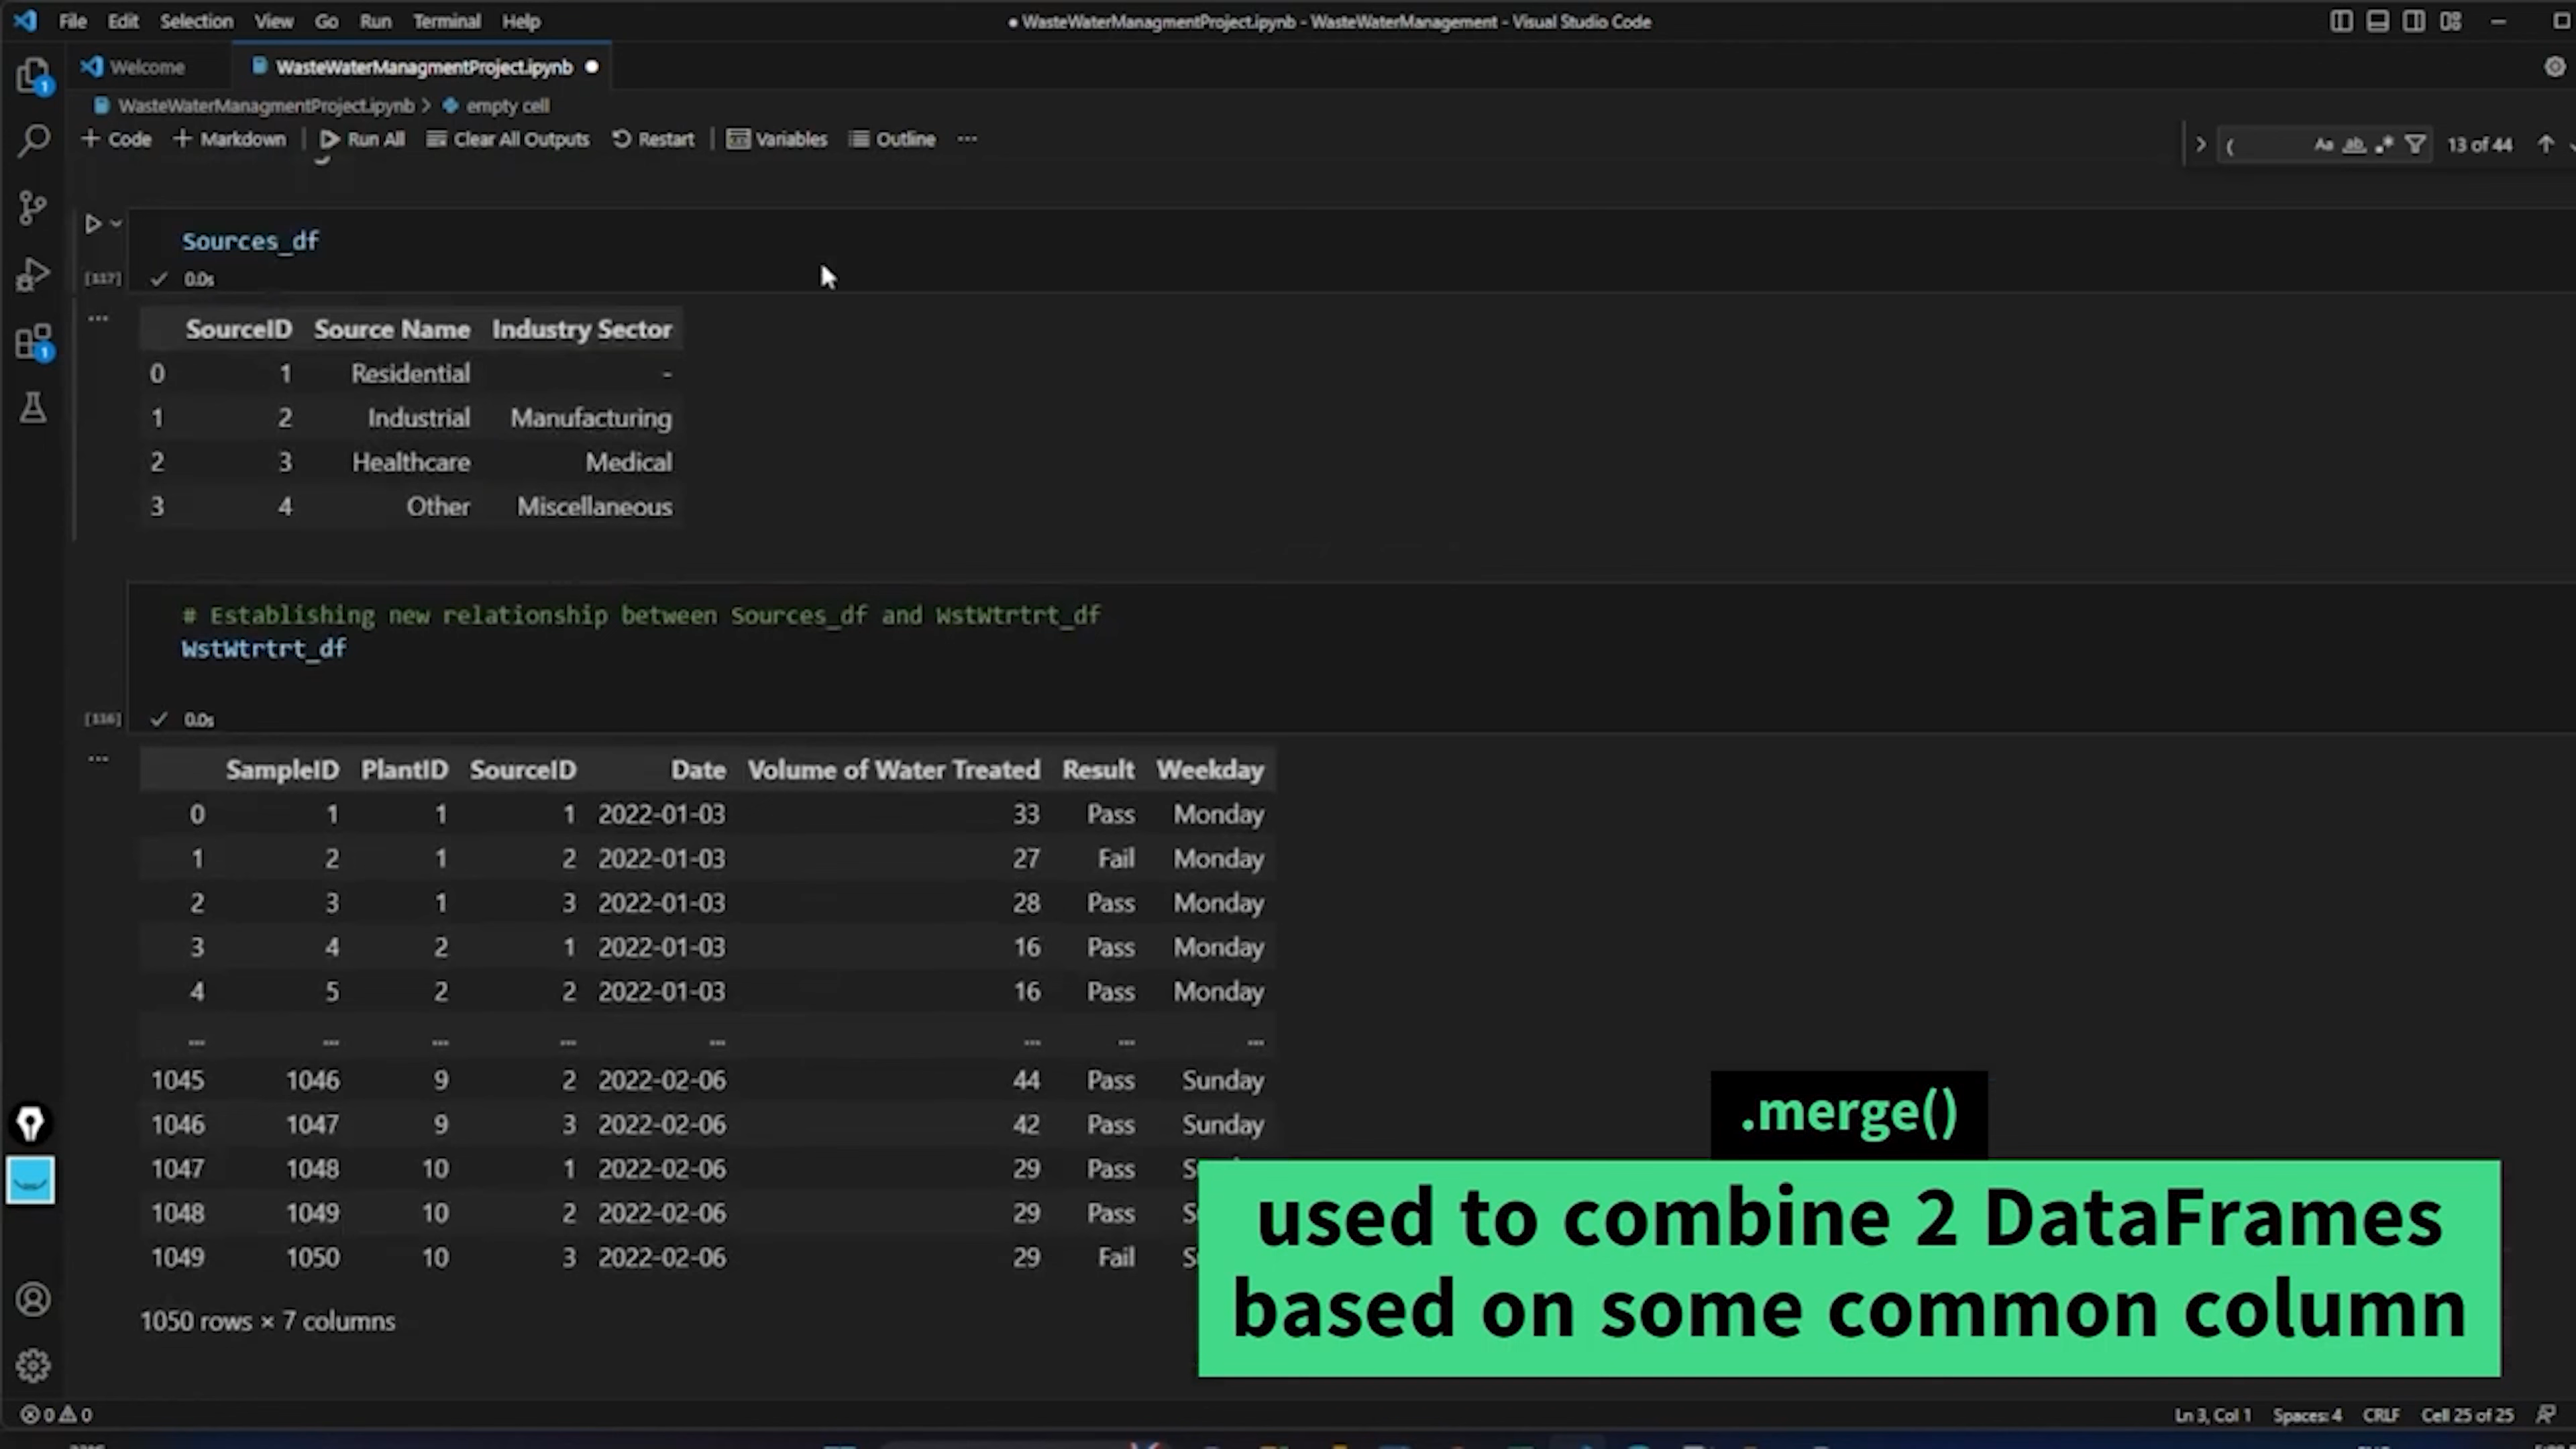 File Edit Selection View Go Run Terminal Help
● WasteWaterManagmentProject.ipynb - WasteWaterManagement - Visual Studio Code
Welcome
WasteWaterManagmentProject.ipynb ●
WasteWaterManagmentProject.ipynb > empty cell
+ Code + Markdown | Run All Clear All Outputs Restart | Variables Outline ...
( Aa ab .* 13 of 44
1
1
Sources_df
[117] ✓ 0.0s
...
SourceID Source Name Industry Sector
0 1 Residential -
1 2 Industrial Manufacturing
2 3 Healthcare Medical
3 4 Other Miscellaneous
# Establishing new relationship between Sources_df and WstWtrtrt_df
WstWtrtrt_df
[116] ✓ 0.0s
...
SampleID PlantID SourceID Date Volume of Water Treated Result Weekday
0 1 1 1 2022-01-03 33 Pass Monday
1 2 1 2 2022-01-03 27 Fail Monday
2 3 1 3 2022-01-03 28 Pass Monday
3 4 2 1 2022-01-03 16 Pass Monday
4 5 2 2 2022-01-03 16 Pass Monday
... ... ... ... ... ... ... ...
1045 1046 9 2 2022-02-06 44 Pass Sunday
1046 1047 9 3 2022-02-06 42 Pass Sunday
1047 1048 10 1 2022-02-06 29 Pass
1048 1049 10 2 2022-02-06 29 Pass
1049 1050 10 3 2022-02-06 29 Fail
1050 rows × 7 columns
.merge()
used to combine 2 DataFrames
based on some common column
0 0
Ln 3, Col 1 Spaces: 4 CRLF Cell 25 of 25